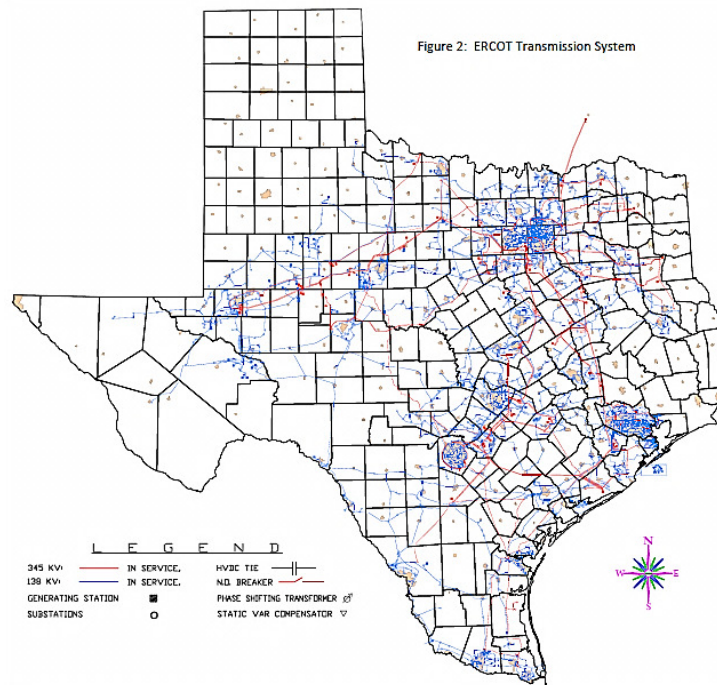 Figure 2: ERCOT Transmission System
L E G E N D
345 KV: IN SERVICE.
138 KV: IN SERVICE.
GENERATING STATION
SUBSTATIONS
HVDC TIE
N.O. BREAKER
PHASE SHIFTING TRANSFORMER
STATIC VAR COMPENSATOR
N
W E
S